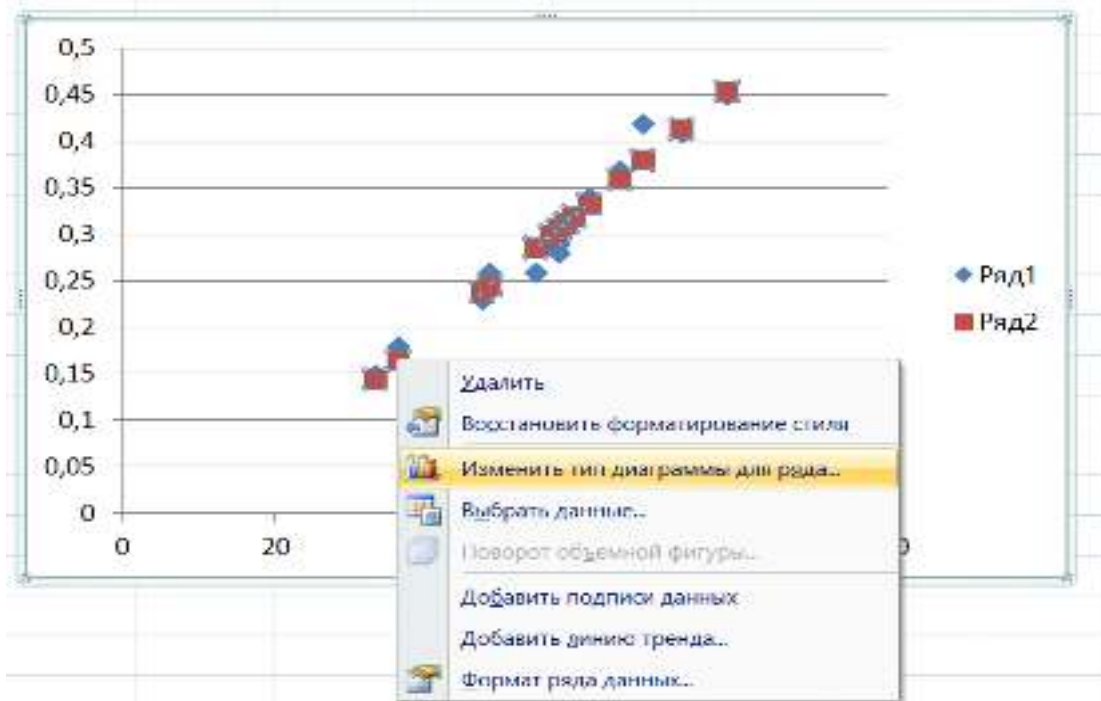 0,5
0,45
0,4
0,35
0,3
0,25
0,2
0,15
0,1
0,05
0
0 20 0
Ряд1
Ряд2
Удалить
Восстановить форматирование стиля
Изменить тип диаграммы для ряда...
Выбрать данные...
Поворот объемной фигуры...
Добавить подписи данных
Добавить линию тренда...
Формат ряда данных...